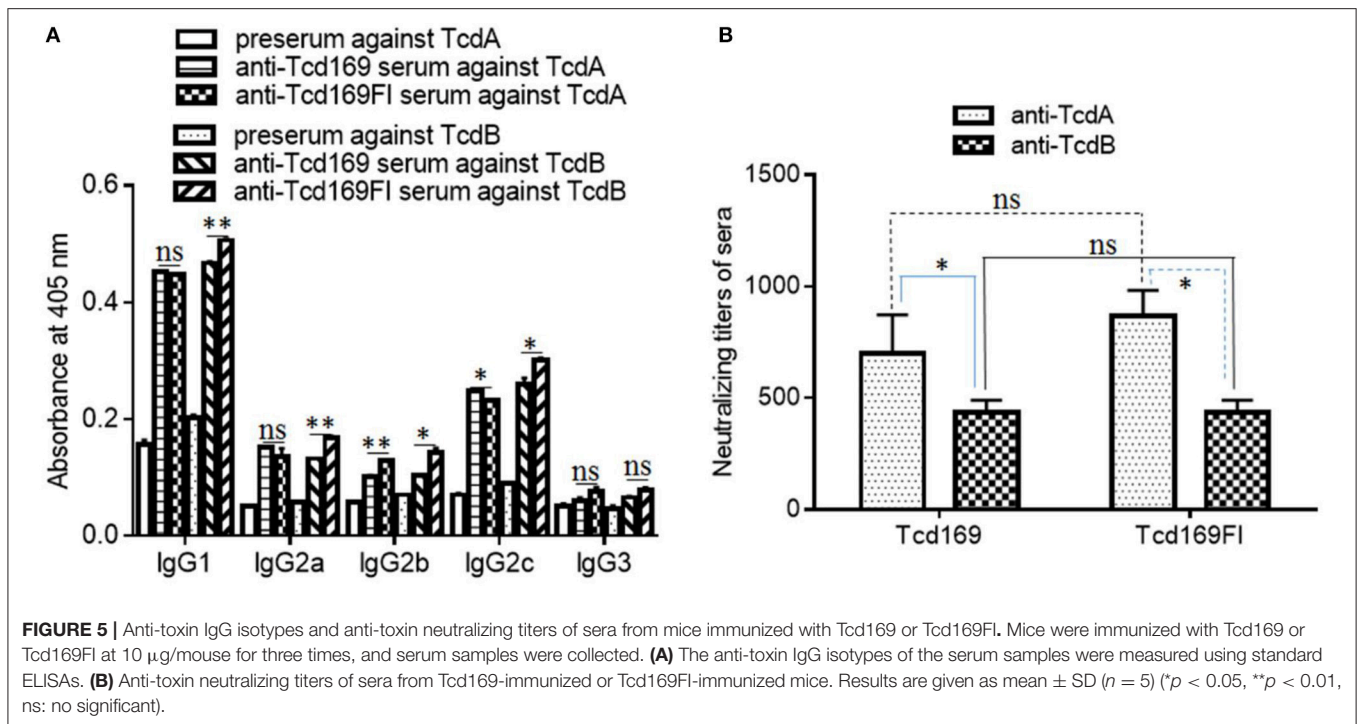 A
preserum against TcdA
anti-Tcd169 serum against TcdA
anti-Tcd169FI serum against TcdA
preserum against TcdB
anti-Tcd169 serum against TcdB
anti-Tcd169FI serum against TcdB
Absorbance at 405 nm
0.6
0.4
0.2
0.0
ns
**
ns
**
**
*
*
*
ns
ns
IgG1
IgG2a
IgG2b
IgG2c
IgG3
B
anti-TcdA
anti-TcdB
Neutralizing titers of sera
1500
1000
500
0
ns
ns
*
*
Tcd169
Tcd169FI
FIGURE 5 | Anti-toxin IgG isotypes and anti-toxin neutralizing titers of sera from mice immunized with Tcd169 or Tcd169FI. Mice were immunized with Tcd169 or
Tcd169FI at 10 μg/mouse for three times, and serum samples were collected. (A) The anti-toxin IgG isotypes of the serum samples were measured using standard
ELISAs. (B) Anti-toxin neutralizing titers of sera from Tcd169-immunized or Tcd169FI-immunized mice. Results are given as mean ± SD (n = 5) (*p < 0.05, **p < 0.01,
ns: no significant).